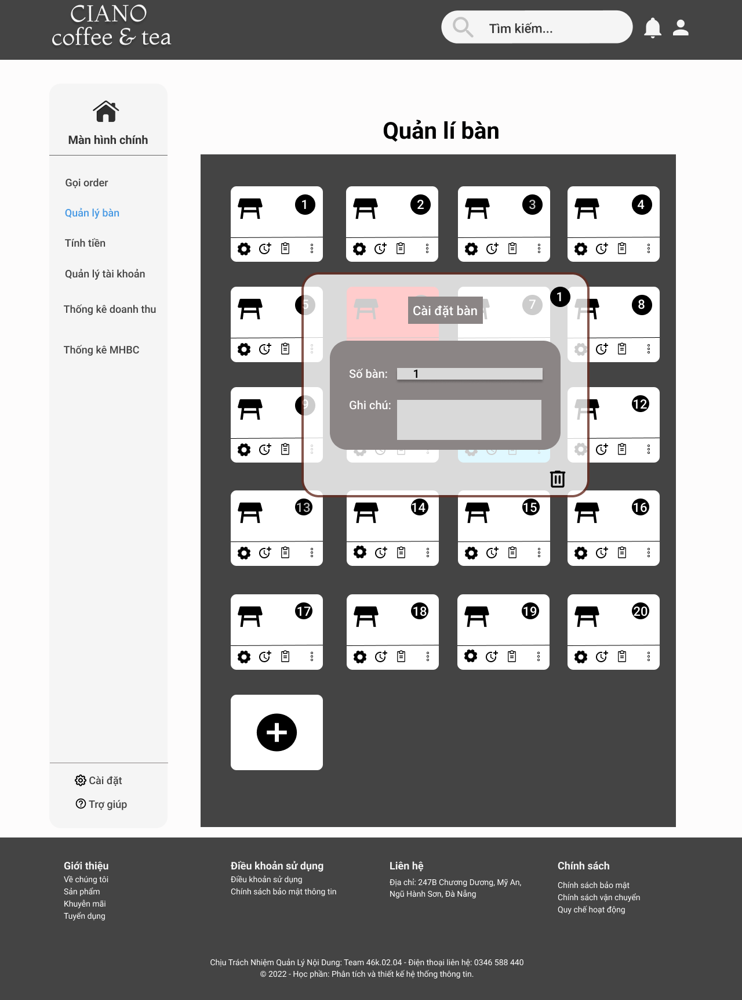 CIANO
coffee & tea
Tìm kiếm...
Màn hình chính
Gọi order
Quản lý bàn
Tính tiền
Quản lý tài khoản
Thống kê doanh thu
Thống kê MHBC
Cài đặt
Trợ giúp
Quản lí bàn
1
2
3
4
5
7
8
1
Cài đặt bàn
Số bàn:
1
Ghi chú:
9
12
13
14
15
16
17
18
19
20
Giới thiệu
Về chúng tôi
Sản phẩm
Khuyễn mãi
Tuyển dụng
Điều khoản sử dụng
Điều khoản sử dụng
Chính sách bảo mật thông tin
Liên hệ
Địa chỉ: 247B Chương Dương, Mỹ An,
Ngũ Hành Sơn, Đà Nẵng
Chính sách
Chính sách bảo mật
Chính sách vận chuyển
Quy chế hoạt động
Chịu Trách Nhiệm Quản Lý Nội Dung: Team 46k.02.04 - Điện thoại liên hệ: 0346 588 440
© 2022 - Học phần: Phân tích và thiết kế hệ thống thông tin.